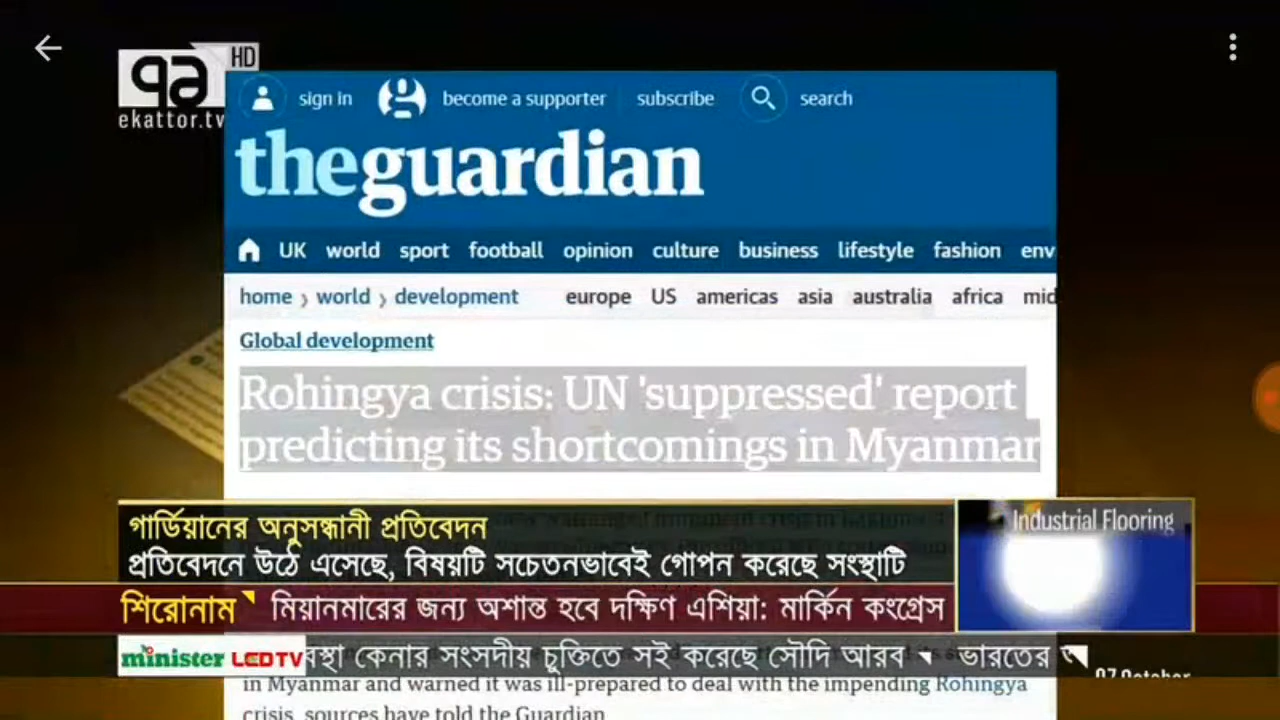 HD
ekattor.tv
sign in become a supporter subscribe search
theguardian
UK world sport football opinion culture business lifestyle fashion env
home › world › development europe US americas asia australia africa mid
Global development
Rohingya crisis: UN 'suppressed' report
predicting its shortcomings in Myanmar
গার্ডিয়ানের অনুসন্ধানী প্রতিবেদন
প্রতিবেদনে উঠে এসেছে, বিষয়টি সচেতনভাবেই গোপন করেছে সংস্থাটি
Industrial Flooring
শিরোনাম মিয়ানমারের জন্য অশান্ত হবে দক্ষিণ এশিয়া: মার্কিন কংগ্রেস
minister LEDTV বস্থা কেনার সংসদীয় চুক্তিতে সই করেছে সৌদি আরব ভারতের
07 October
in Myanmar and warned it was ill-prepared to deal with the impending Rohingya
crisis, sources have told the Guardian